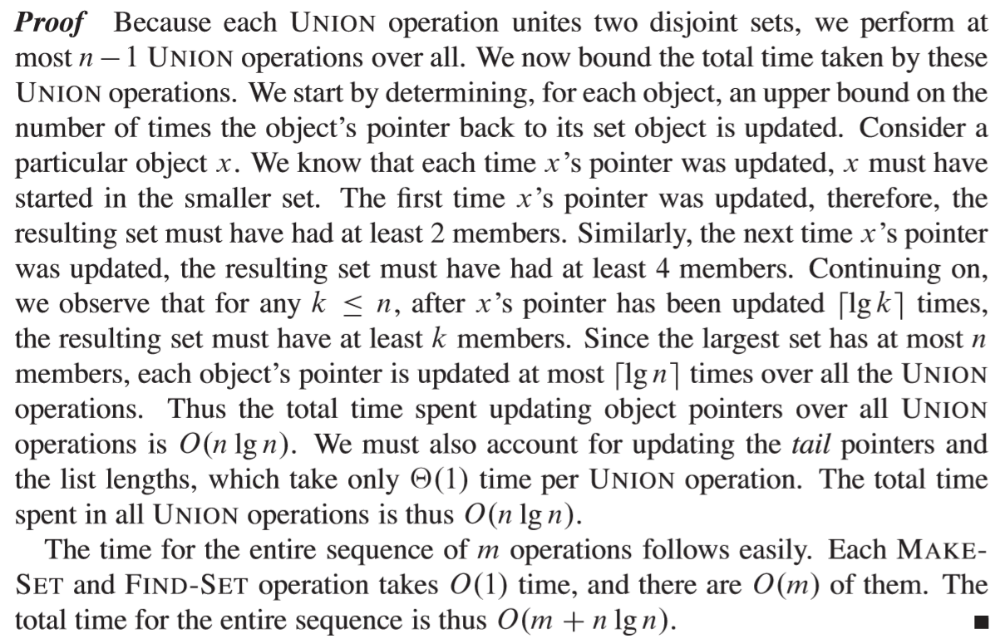 Proof Because each UNION operation unites two disjoint sets, we perform at
most n − 1 UNION operations over all. We now bound the total time taken by these
UNION operations. We start by determining, for each object, an upper bound on the
number of times the object's pointer back to its set object is updated. Consider a
particular object x. We know that each time x's pointer was updated, x must have
started in the smaller set. The first time x's pointer was updated, therefore, the
resulting set must have had at least 2 members. Similarly, the next time x's pointer
was updated, the resulting set must have had at least 4 members. Continuing on,
we observe that for any k ≤ n, after x's pointer has been updated ⌈lg k⌉ times,
the resulting set must have at least k members. Since the largest set has at most n
members, each object's pointer is updated at most ⌈lg n⌉ times over all the UNION
operations. Thus the total time spent updating object pointers over all UNION
operations is O(n lg n). We must also account for updating the tail pointers and
the list lengths, which take only Θ(1) time per UNION operation. The total time
spent in all UNION operations is thus O(n lg n).
The time for the entire sequence of m operations follows easily. Each MAKE-
SET and FIND-SET operation takes O(1) time, and there are O(m) of them. The
total time for the entire sequence is thus O(m + n lg n). ■